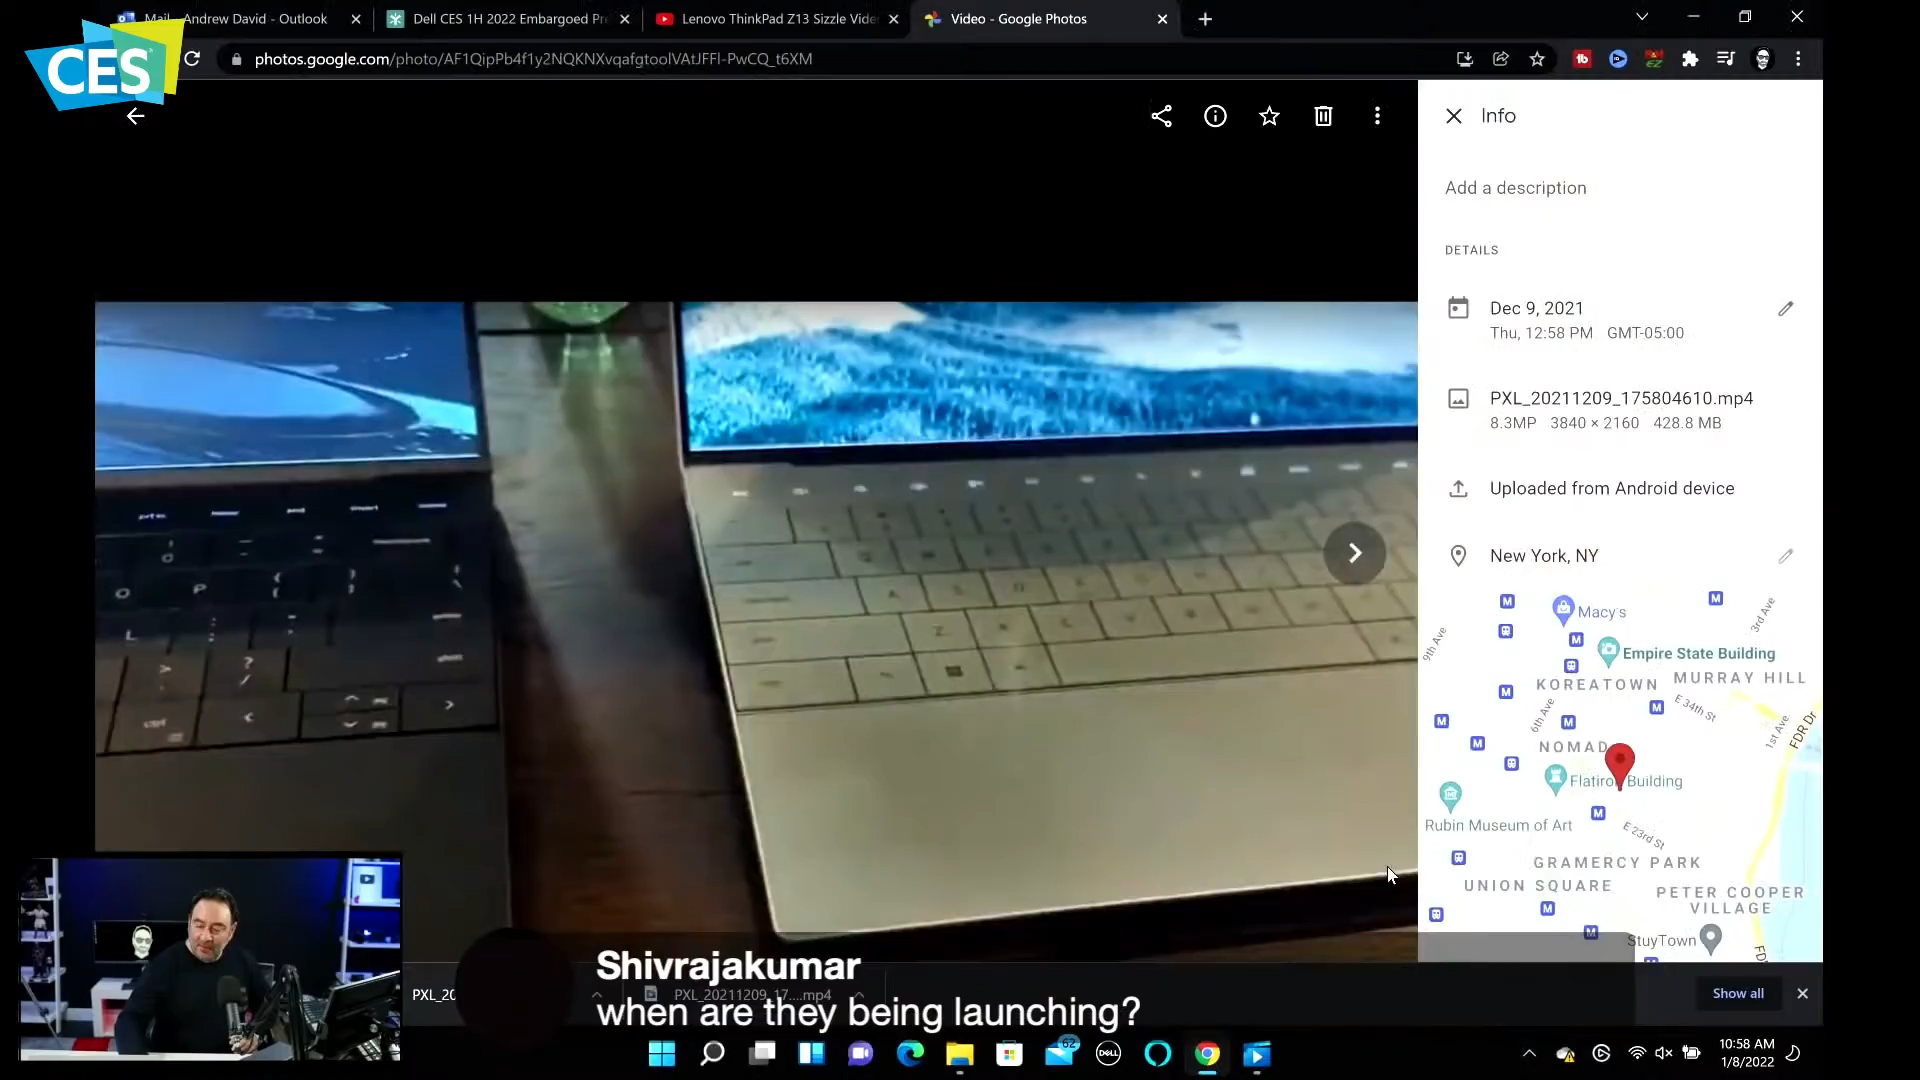 CES
Mail - Andrew David - Outlook
Dell CES 1H 2022 Embargoed Pr
Lenovo ThinkPad Z13 Sizzle Vide
Video - Google Photos
photos.google.com/photo/AF1QipPb4f1y2NQKNXvqafgtoolVAtJFFl-PwCQ_t6XM
Info
Add a description
DETAILS
Dec 9, 2021
Thu, 12:58 PM GMT-05:00
PXL_20211209_175804610.mp4
8.3MP 3840 × 2160 428.8 MB
Uploaded from Android device
New York, NY
Macy's
3rd Ave
9th Ave
Empire State Building
KOREATOWN
MURRAY HILL
E 34th St
6th Ave
1st Ave
FDR Dr
NOMAD
Flatiron Building
Rubin Museum of Art
E 23rd St
GRAMERCY PARK
UNION SQUARE
PETER COOPER
VILLAGE
StuyTown
Shivrajakumar
PXL_20
PXL_20211209_17....mp4
Show all
when are they being launching?
62
DELL
10:58 AM
1/8/2022